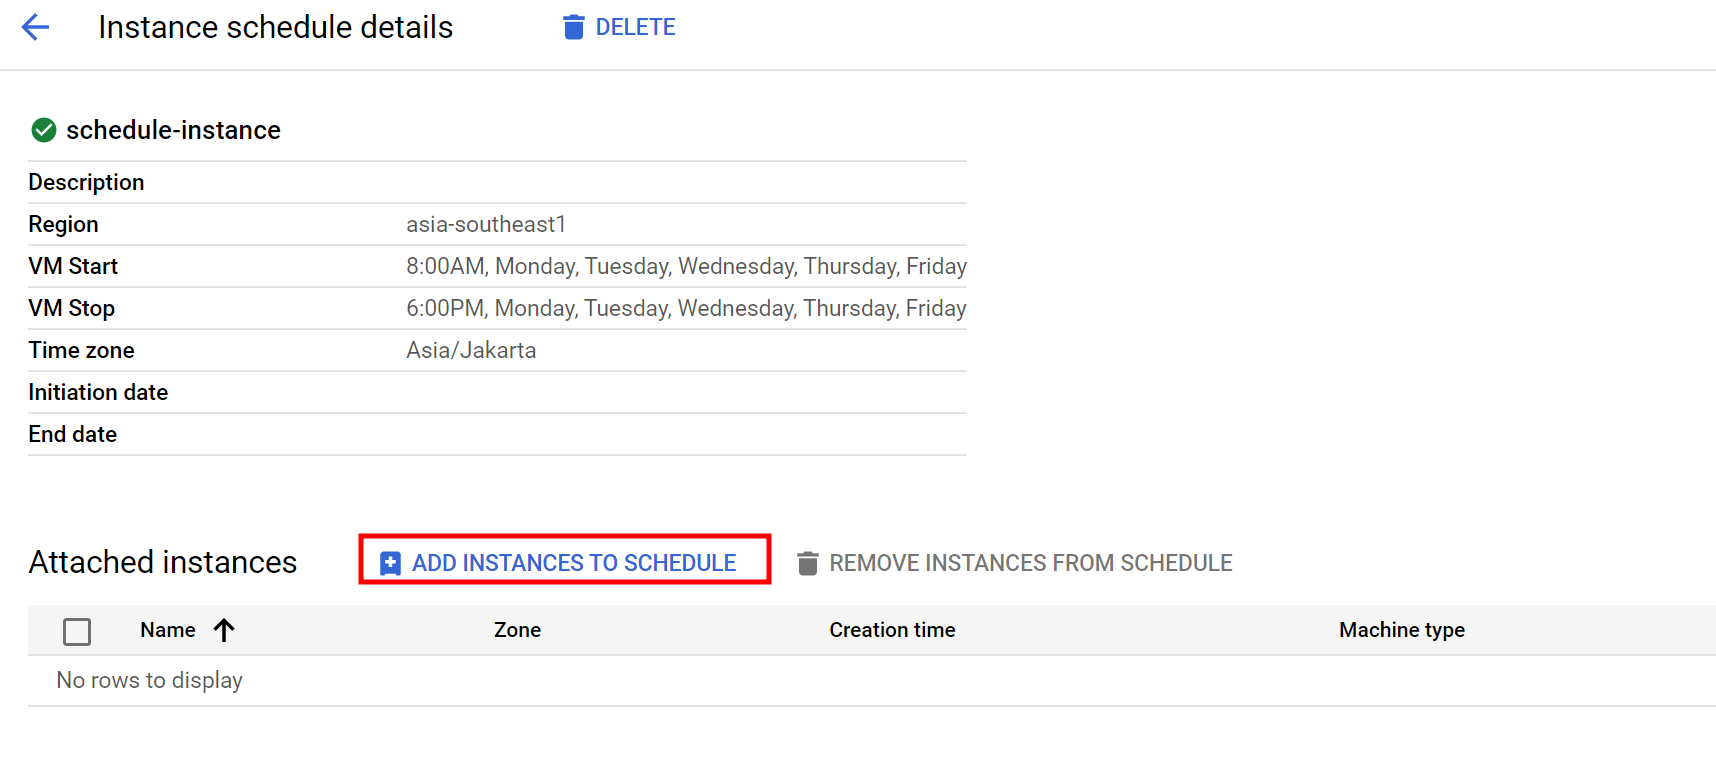 Instance schedule details DELETE
schedule-instance
Description
Region asia-southeast1
VM Start 8:00AM, Monday, Tuesday, Wednesday, Thursday, Friday
VM Stop 6:00PM, Monday, Tuesday, Wednesday, Thursday, Friday
Time zone Asia/Jakarta
Initiation date
End date
Attached instances ADD INSTANCES TO SCHEDULE REMOVE INSTANCES FROM SCHEDULE
Name Zone Creation time Machine type
No rows to display